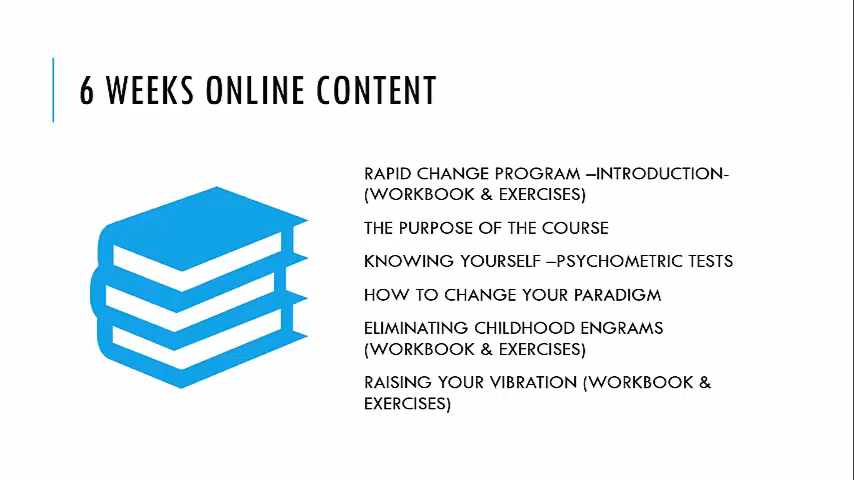 6 WEEKS ONLINE CONTENT
RAPID CHANGE PROGRAM –INTRODUCTION-
(WORKBOOK & EXERCISES)
THE PURPOSE OF THE COURSE
KNOWING YOURSELF –PSYCHOMETRIC TESTS
HOW TO CHANGE YOUR PARADIGM
ELIMINATING CHILDHOOD ENGRAMS
(WORKBOOK & EXERCISES)
RAISING YOUR VIBRATION (WORKBOOK &
EXERCISES)